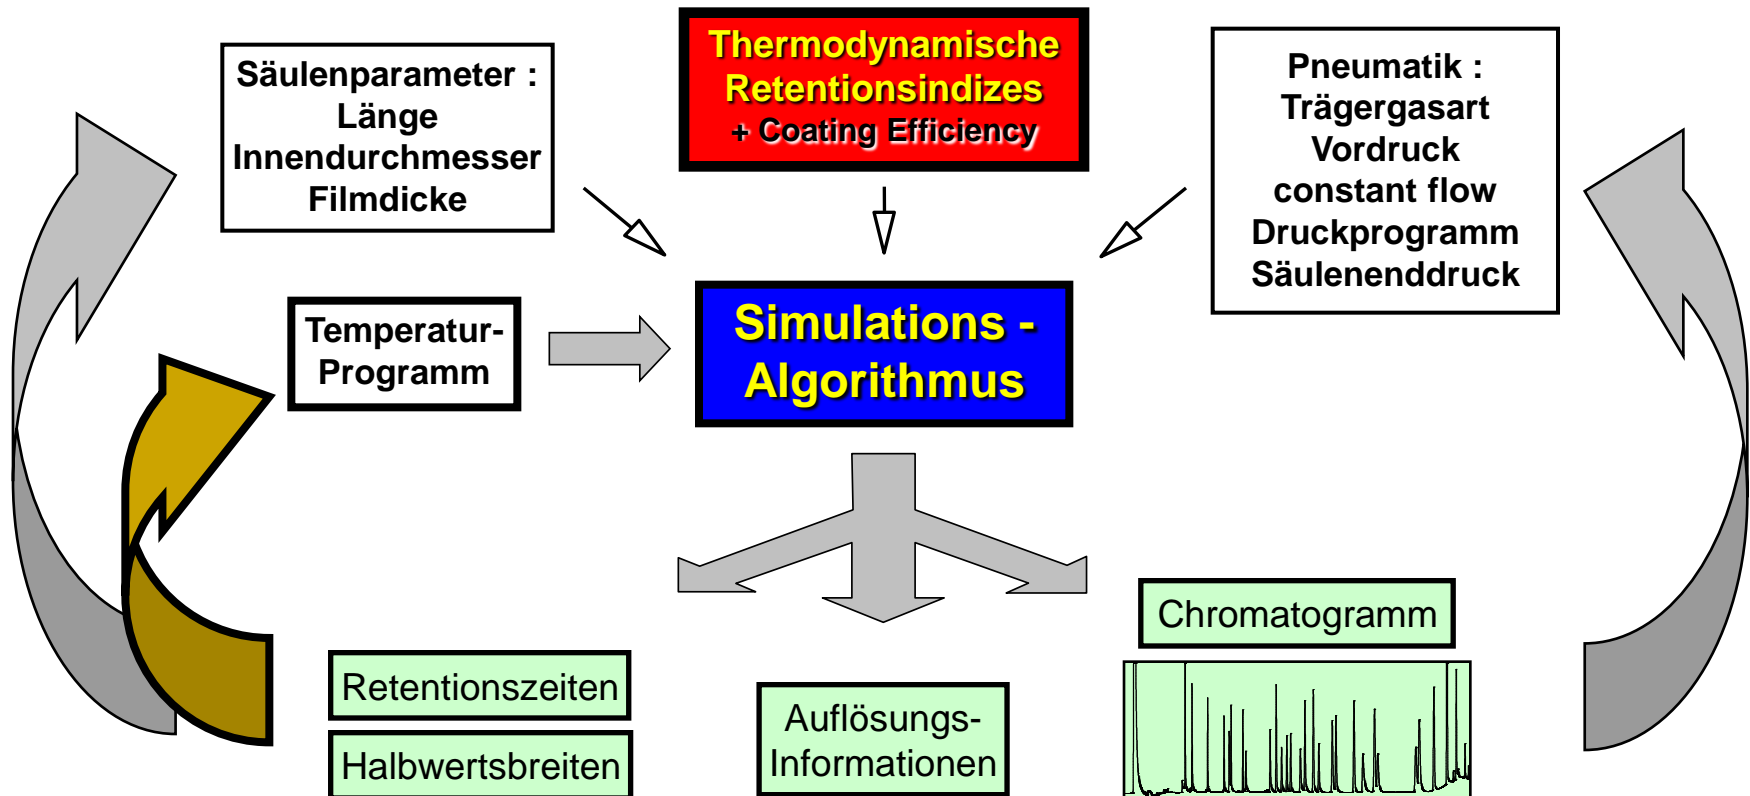 Säulenparameter :
Länge
Innendurchmesser
Filmdicke
Thermodynamische
Retentionsindizes
+ Coating Efficiency
Pneumatik :
Trägergasart
Vordruck
constant flow
Druckprogramm
Säulenenddruck
Temperatur-
Programm
Simulations -
Algorithmus
Retentionszeiten
Halbwertsbreiten
Auflösungs-
Informationen
Chromatogramm